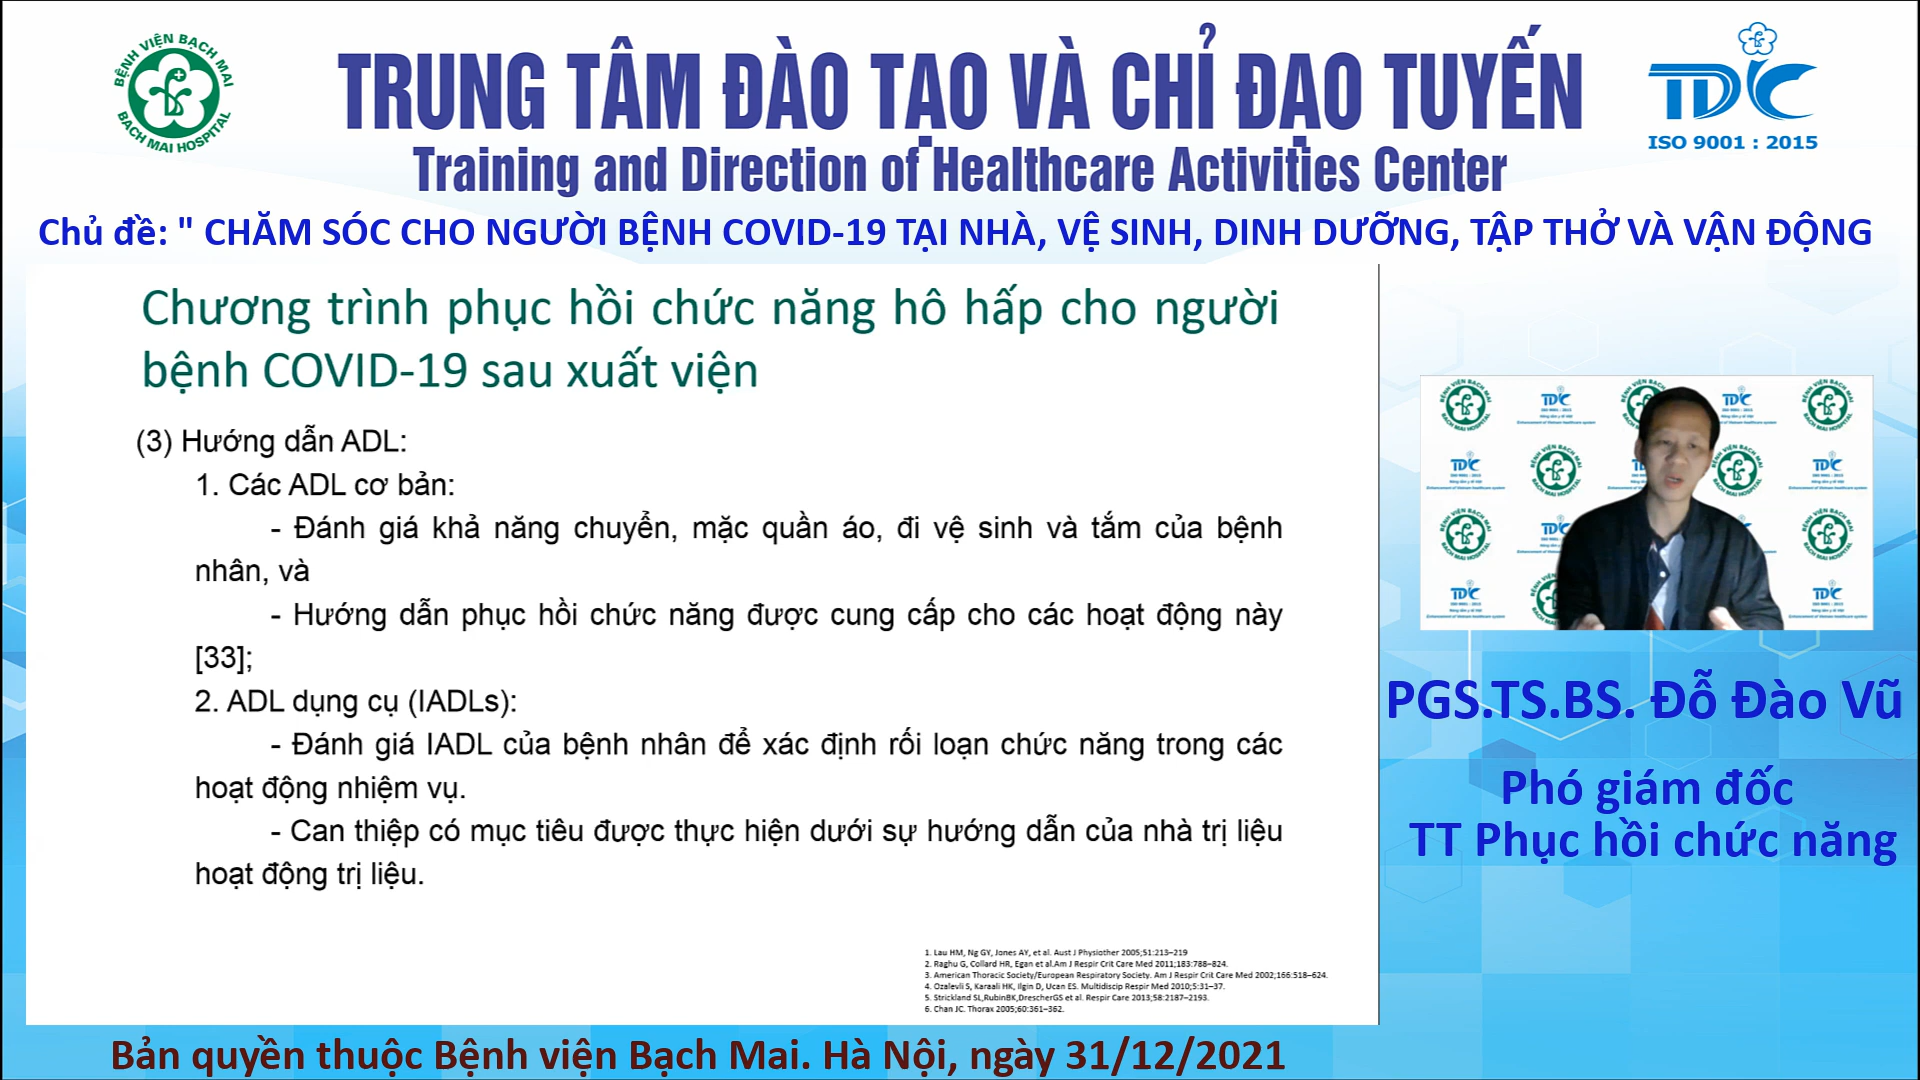 BỆNH VIỆN BẠCH MAI
BACH MAI HOSPITAL
TRUNG TÂM ĐÀO TẠO VÀ CHỈ ĐẠO TUYẾN
Training and Direction of Healthcare Activities Center
TDC
ISO 9001 : 2015
Chủ đề: " CHĂM SÓC CHO NGƯỜI BỆNH COVID-19 TẠI NHÀ, VỆ SINH, DINH DƯỠNG, TẬP THỞ VÀ VẬN ĐỘNG
Chương trình phục hồi chức năng hô hấp cho người
bệnh COVID-19 sau xuất viện
(3) Hướng dẫn ADL:
1. Các ADL cơ bản:
- Đánh giá khả năng chuyển, mặc quần áo, đi vệ sinh và tắm của bệnh
nhân, và
- Hướng dẫn phục hồi chức năng được cung cấp cho các hoạt động này
[33];
2. ADL dụng cụ (IADLs):
- Đánh giá IADL của bệnh nhân để xác định rối loạn chức năng trong các
hoạt động nhiệm vụ.
- Can thiệp có mục tiêu được thực hiện dưới sự hướng dẫn của nhà trị liệu
hoạt động trị liệu.
1. Lau HM, Ng GY, Jones AY, et al. Aust J Physiother 2005;51:213–219
2. Raghu G, Collard HR, Egan et al.Am J Respir Crit Care Med 2011;183:788–824.
3. American Thoracic Society/European Respiratory Society. Am J Respir Crit Care Med 2002;166:518–624.
4. Ozalevli S, Karaali HK, Ilgin D, Ucan ES. Multidiscip Respir Med 2010;5:31–37.
5. Strickland SL,RubinBK,DrescherGS et al. Respir Care 2013;58:2187–2193.
6. Chan JC. Thorax 2005;60:361–362.
PGS.TS.BS. Đỗ Đào Vũ
Phó giám đốc
TT Phục hồi chức năng
Bản quyền thuộc Bệnh viện Bạch Mai. Hà Nội, ngày 31/12/2021